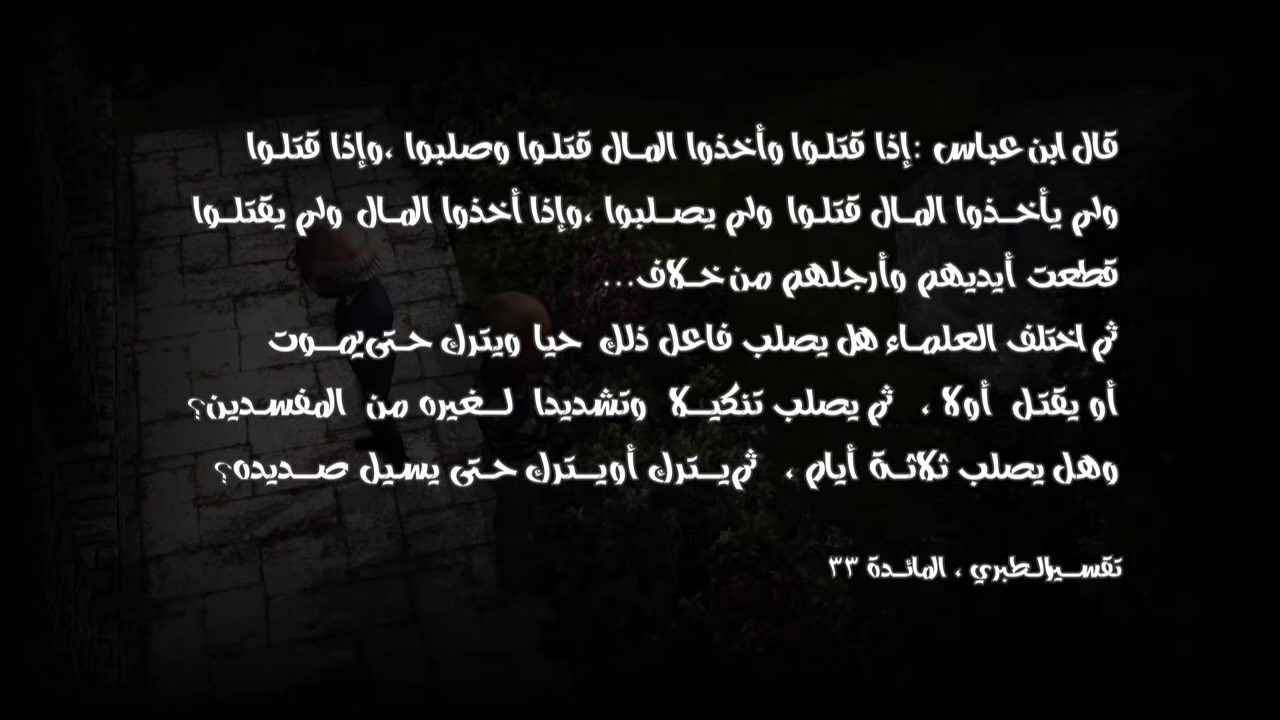 قال ابن عباس :إذا قتلوا وأخذوا المال قتلوا وصلبوا ،وإذا قتلوا
ولم يأخذوا المال قتلوا ولم يصلبوا ،وإذا أخذوا المال ولم يقتلوا
قطعت أيديهم وأرجلهم من خلاف...
ثم اختلف العلماء هل يصلب فاعل ذلك حيا ويترك حتى يموت
أو يقتل أولا ، ثم يصلب تنكيلا وتشديدا لغيره من المفسدين؟
وهل يصلب ثلاثة أيام ، ثم يترك أو يترك حتى يسيل صديده؟
تفسير الطبري ، المائدة ٣٣